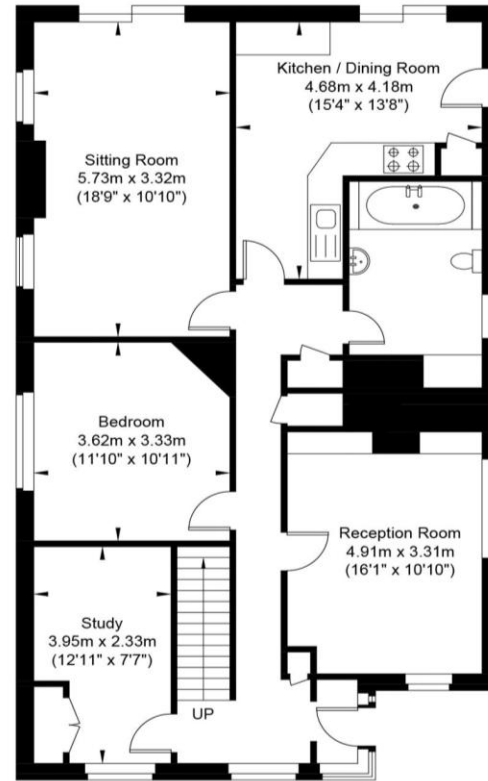 Kitchen / Dining Room
4.68m x 4.18m
(15'4" x 13'8")
Sitting Room
5.73m x 3.32m
(18'9" x 10'10")
Bedroom
3.62m x 3.33m
(11'10" x 10'11")
Reception Room
4.91m x 3.31m
(16'1" x 10'10")
Study
3.95m x 2.33m
(12'11" x 7'7")
UP